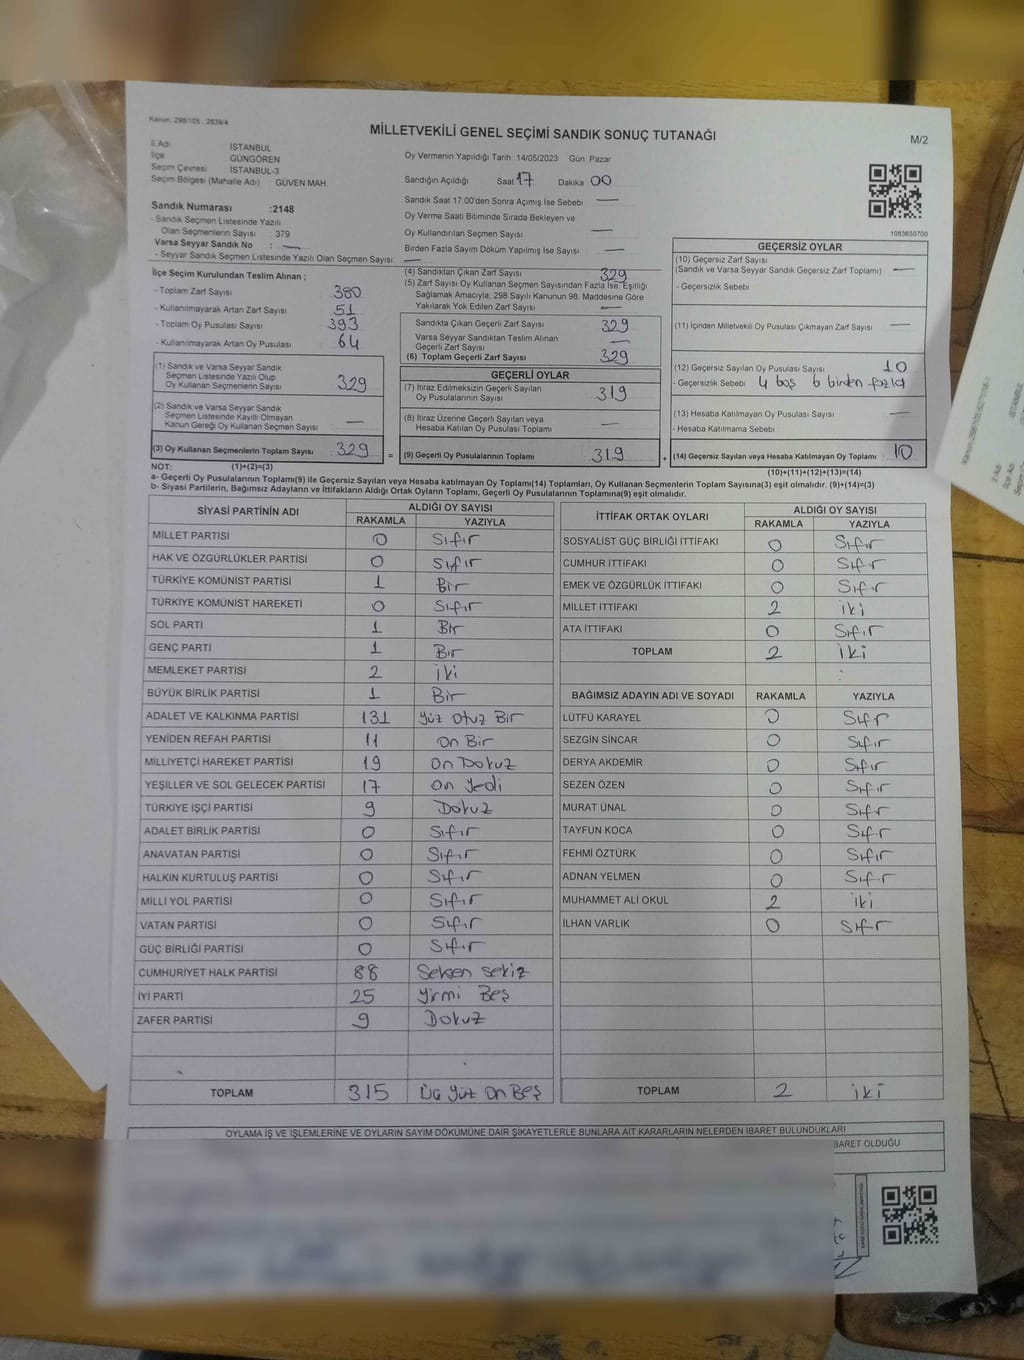 Kanun: 298/105 , 2839/4
MİLLETVEKİLİ GENEL SEÇİMİ SANDIK SONUÇ TUTANAĞI
M/2
İl Adı İSTANBUL
İlçe GÜNGÖREN
Seçim Çevresi İSTANBUL-3
Seçim Bölgesi (Mahalle Adı) GÜVEN MAH.
Oy Vermenin Yapıldığı Tarih 14/05/2023 Gün Pazar
Sandığın Açıldığı Saat 17 Dakika 00
Sandık Saat 17:00'den Sonra Açımış İse Sebebi —
Oy Verme Saati Bitiminde Sırada Bekleyen ve
Oy Kullandırılan Seçmen Sayısı —
Birden Fazla Sayım Döküm Yapılmış İse Sayısı —
1083650700
Sandık Numarası :2148
- Sandık Seçmen Listesinde Yazılı
Olan Seçmenlerin Sayısı 379
Varsa Seyyar Sandık No : —
- Seyyar Sandık Seçmen Listesinde Yazılı Olan Seçmen Sayısı —
İlçe Seçim Kurulundan Teslim Alınan ;
- Toplam Zarf Sayısı 380
- Kullanılmayarak Artan Zarf Sayısı 51
- Toplam Oy Pusulası Sayısı 393
- Kullanılmayarak Artan Oy Pusulası 64
(1) Sandık ve Varsa Seyyar Sandık
Seçmen Listesinde Yazılı Olup
Oy Kullanan Seçmenlerin Sayısı 329
(2) Sandık ve Varsa Seyyar Sandık
Seçmen Listesinde Kayıtlı Olmayan
Kanun Gereği Oy Kullanan Seçmen Sayısı —
(3) Oy Kullanan Seçmenlerin Toplam Sayısı 329 =
(4) Sandıktan Çıkan Zarf Sayısı 329
(5) Zarf Sayısı Oy Kullanan Seçmen Sayısından Fazla İse, Eşitliği
Sağlamak Amacıyla; 298 Sayılı Kanunun 98. Maddesine Göre
Yakılarak Yok Edilen Zarf Sayısı —
Sandıkta Çıkan Geçerli Zarf Sayısı 329
Varsa Seyyar Sandıktan Teslim Alınan
Geçerli Zarf Sayısı —
(6) Toplam Geçerli Zarf Sayısı 329
GEÇERLİ OYLAR
(7) İtiraz Edilmeksizin Geçerli Sayılan
Oy Pusulalarının Sayısı 319
(8) İtiraz Üzerine Geçerli Sayılan veya
Hesaba Katılan Oy Pusulası Toplamı —
(9) Geçerli Oy Pusulalarının Toplamı 319 +
GEÇERSİZ OYLAR
(10) Geçersiz Zarf Sayısı
(Sandık ve Varsa Seyyar Sandık Geçersiz Zarf Toplamı) —
- Geçersizlik Sebebi
(11) İçinden Milletvekili Oy Pusulası Çıkmayan Zarf Sayısı —
(12) Geçersiz Sayılan Oy Pusulası Sayısı 10
- Geçersizlik Sebebi 4 boş 6 birden fazla
(13) Hesaba Katılmayan Oy Pusulası Sayısı —
- Hesaba Katılmama Sebebi
(14) Geçersiz Sayılan veya Hesaba Katılmayan Oy Toplamı 10
NOT: (1)+(2)=(3) (10)+(11)+(12)+(13)=(14)
a- Geçerli Oy Pusulalarının Toplamı(9) ile Geçersiz Sayılan veya Hesaba katılmayan Oy Toplamı(14) Toplamları, Oy Kullanan Seçmenlerin Toplam Sayısına(3) eşit olmalıdır. (9)+(14)=(3)
b- Siyasi Partilerin, Bağımsız Adayların ve İttifakların Aldığı Ortak Oyların Toplamı, Geçerli Oy Pusulalarının Toplamına(9) eşit olmalıdır.
SİYASİ PARTİNİN ADI ALDIĞI OY SAYISI
RAKAMLA YAZIYLA
MİLLET PARTİSİ 0 Sıfır
HAK VE ÖZGÜRLÜKLER PARTİSİ 0 Sıfır
TÜRKİYE KOMÜNİST PARTİSİ 1 Bir
TÜRKİYE KOMÜNİST HAREKETİ 0 Sıfır
SOL PARTİ 1 Bir
GENÇ PARTİ 1 Bir
MEMLEKET PARTİSİ 2 iki
BÜYÜK BİRLİK PARTİSİ 1 Bir
ADALET VE KALKINMA PARTİSİ 131 yüz otuz Bir
YENİDEN REFAH PARTİSİ 11 on Bir
MİLLİYETÇİ HAREKET PARTİSİ 19 on Dokuz
YEŞİLLER VE SOL GELECEK PARTİSİ 17 on yedi
TÜRKİYE İŞÇİ PARTİSİ 9 Dokuz
ADALET BİRLİK PARTİSİ 0 Sıfır
ANAVATAN PARTİSİ 0 Sıfır
HALKIN KURTULUŞ PARTİSİ 0 Sıfır
MİLLİ YOL PARTİSİ 0 Sıfır
VATAN PARTİSİ 0 Sıfır
GÜÇ BİRLİĞİ PARTİSİ 0 Sıfır
CUMHURİYET HALK PARTİSİ 88 Seksen sekiz
İYİ PARTİ 25 yirmi Beş
ZAFER PARTİSİ 9 Dokuz
TOPLAM 315 Üç yüz on Beş
İTTİFAK ORTAK OYLARI ALDIĞI OY SAYISI
RAKAMLA YAZIYLA
SOSYALİST GÜÇ BİRLİĞİ İTTİFAKI 0 Sıfır
CUMHUR İTTİFAKI 0 Sıfır
EMEK VE ÖZGÜRLÜK İTTİFAKI 0 Sıfır
MİLLET İTTİFAKI 2 iki
ATA İTTİFAKI 0 Sıfır
TOPLAM 2 iki
BAĞIMSIZ ADAYIN ADI VE SOYADI RAKAMLA YAZIYLA
LÜTFÜ KARAYEL 0 Sıfır
SEZGİN SİNCAR 0 Sıfır
DERYA AKDEMİR 0 Sıfır
SEZEN ÖZEN 0 Sıfır
MURAT ÜNAL 0 Sıfır
TAYFUN KOCA 0 Sıfır
FEHMİ ÖZTÜRK 0 Sıfır
ADNAN YELMEN 0 Sıfır
MUHAMMET ALİ OKUL 2 iki
İLHAN VARLIK 0 Sıfır
TOPLAM 2 iki
OYLAMA İŞ VE İŞLEMLERİNE VE OYLARIN SAYIM DÖKÜMÜNE DAİR ŞİKAYETLERLE BUNLARA AİT KARARLARIN NELERDEN İBARET BULUNDUKLARI
BARET OLDUĞU